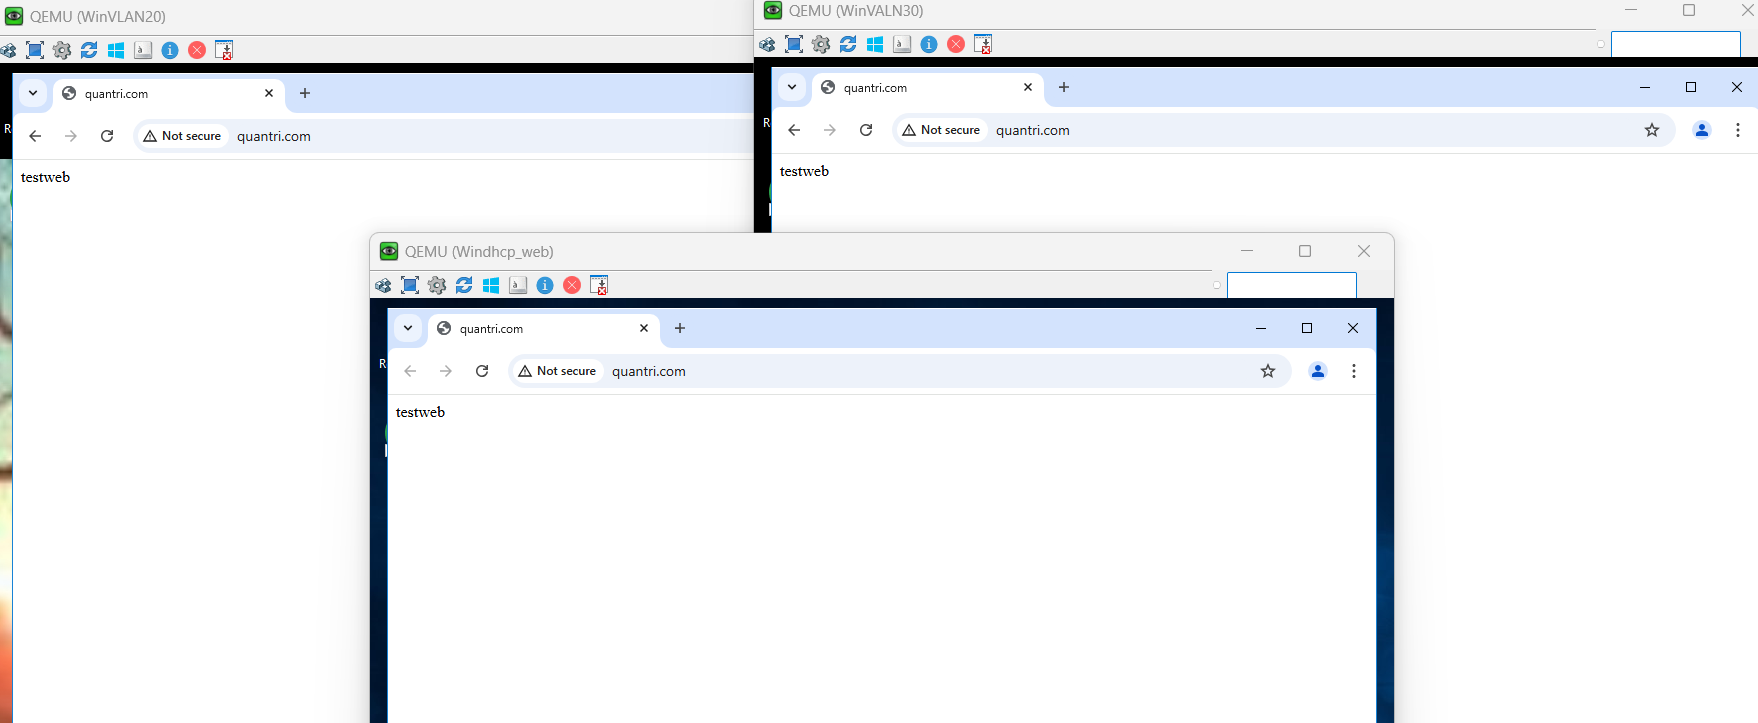 QEMU (WinVLAN20)
quantri.com
Not secure
quantri.com
testweb
QEMU (WinVALN30)
quantri.com
Not secure
quantri.com
testweb
QEMU (Windhcp_web)
quantri.com
Not secure
quantri.com
testweb
R
R
R